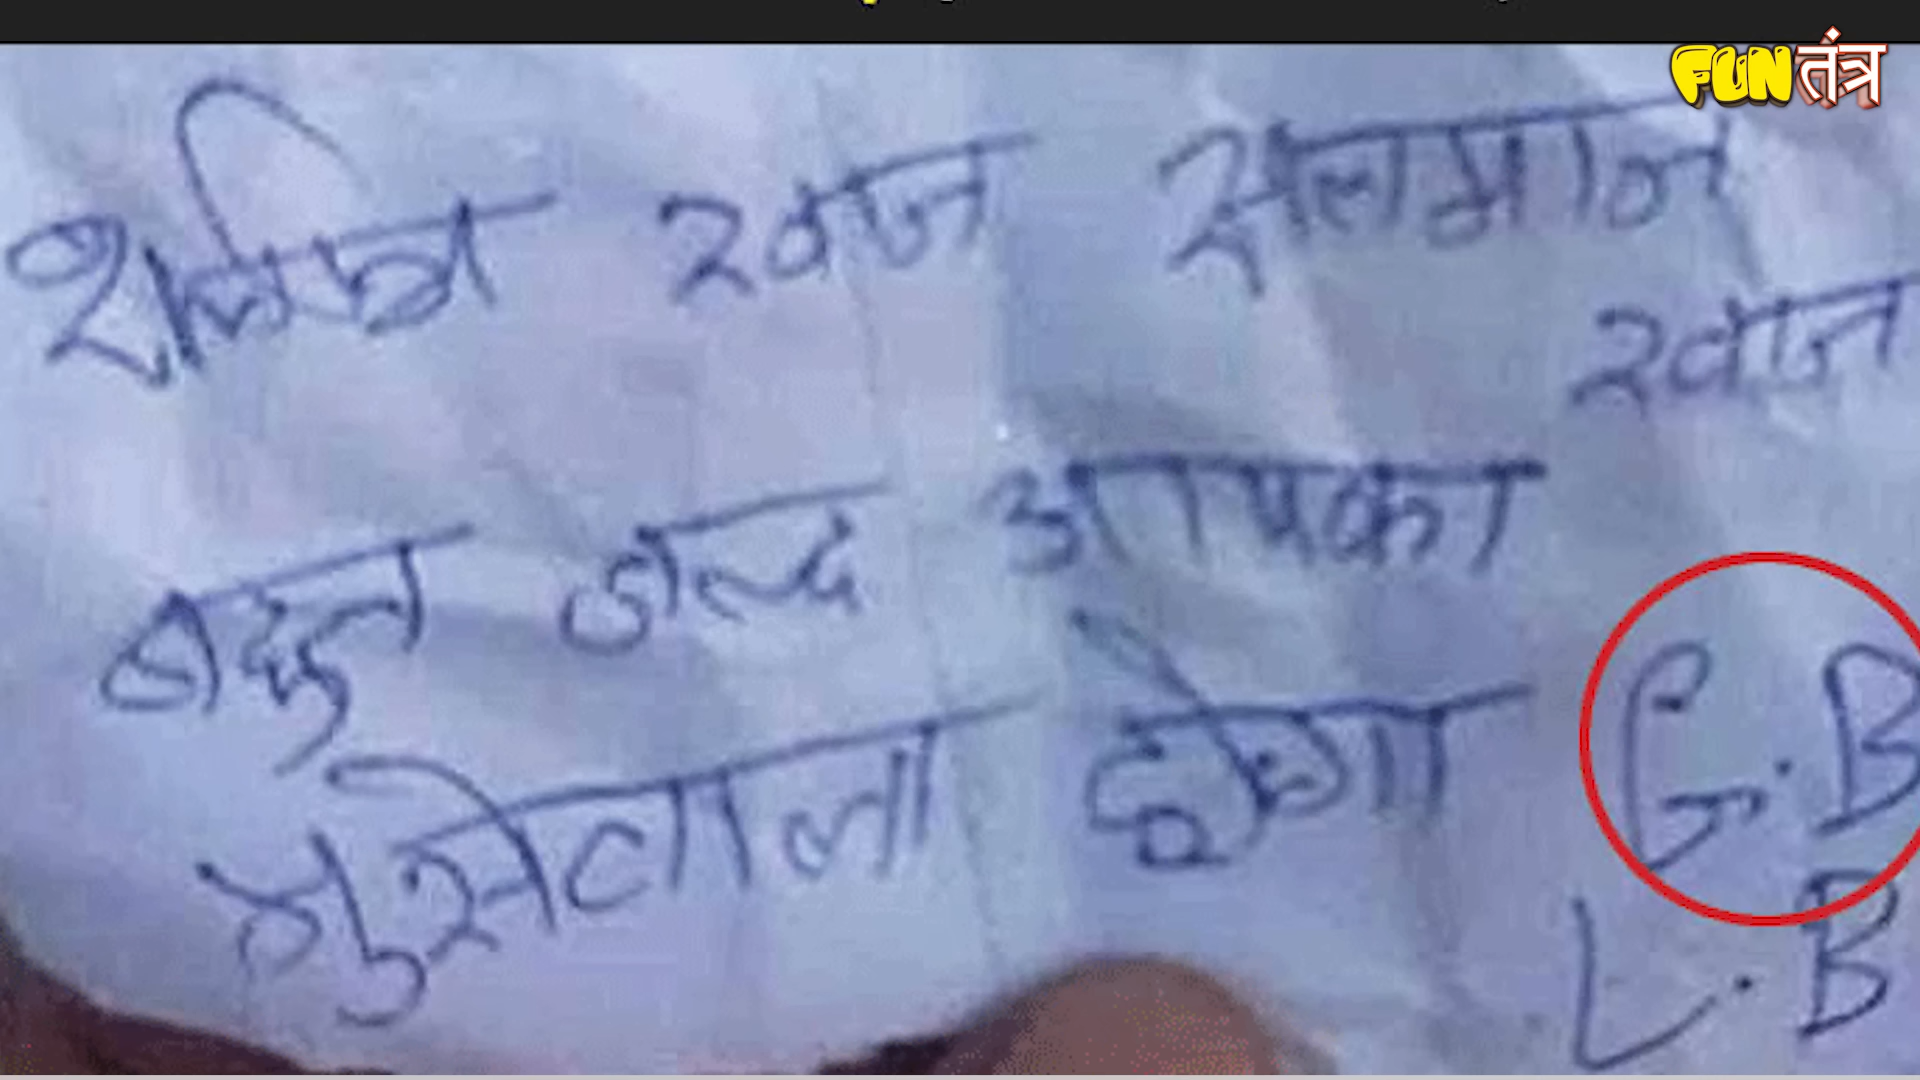 FUNतंत्र
सलिम खान सलमान
खान
बहुत जल्द आपका
मुसेवाला होगा G.B
L.B